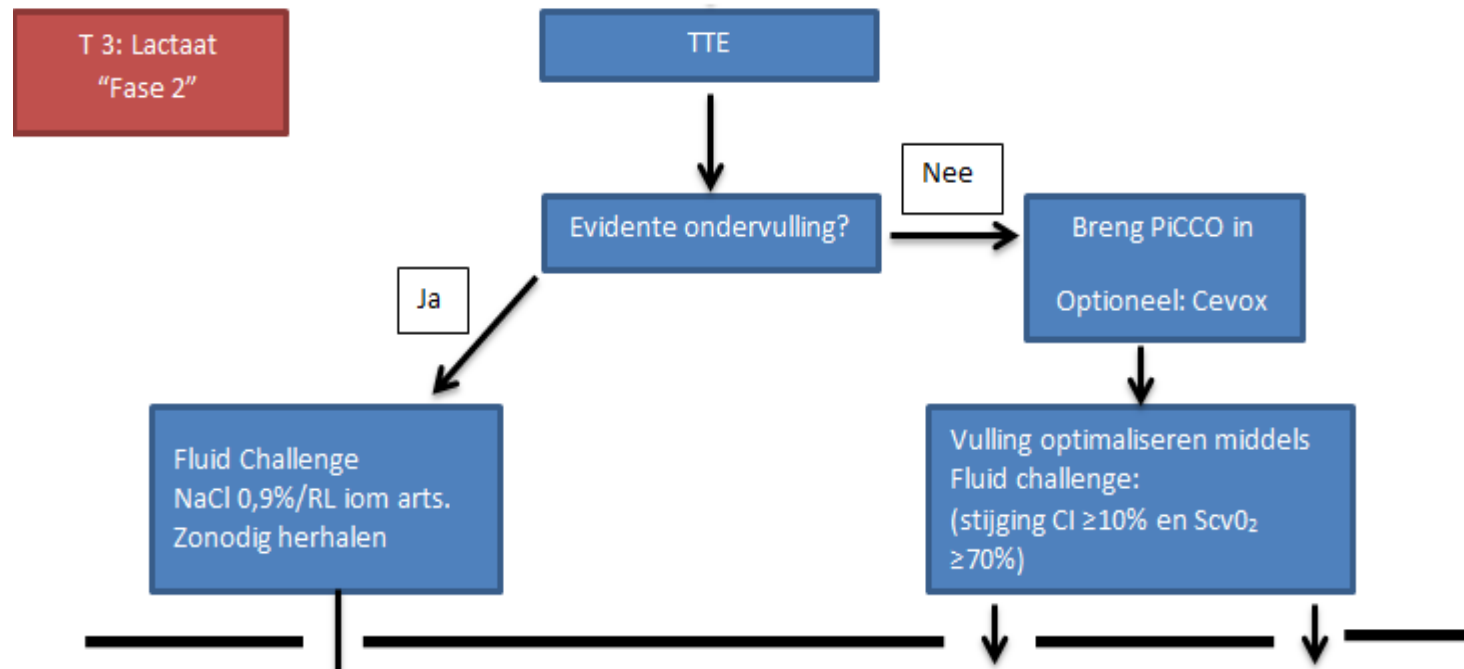 T 3: Lactaat
“Fase 2”
TTE
Evidente ondervulling?
Nee
Breng PiCCO in
Optioneel: Cevox
Ja
Fluid Challenge
NaCl 0,9%/RL iom arts.
Zonodig herhalen
Vulling optimaliseren middels
Fluid challenge:
(stijging CI ≥10% en Scv0₂
≥70%)